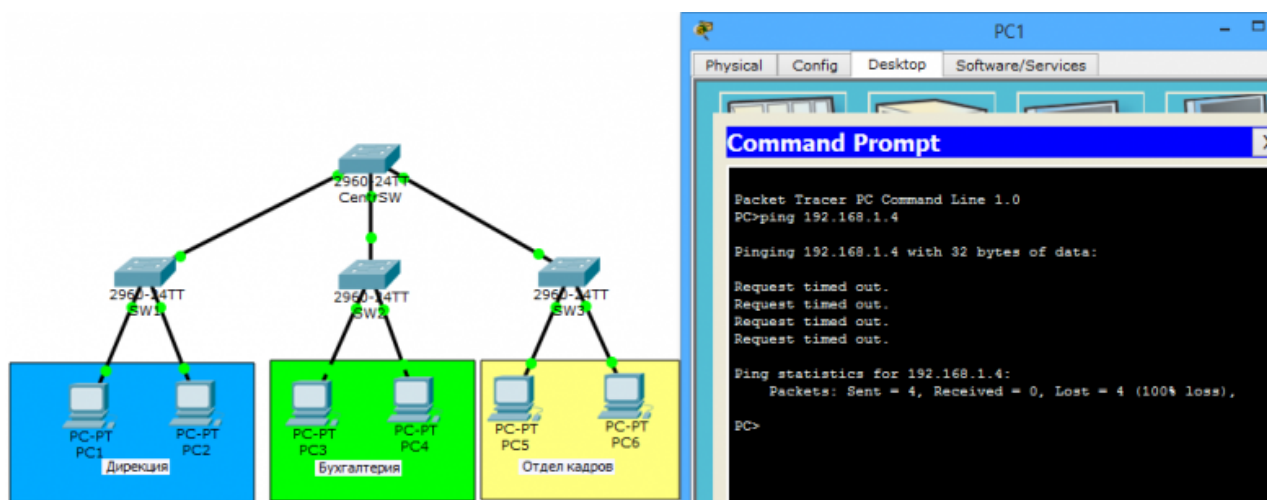 2960-24TT
CentrSW
2960-24TT
SW1
2960-24TT
SW2
2960-24TT
SW3
PC-PT
PC1
PC-PT
PC2
Дирекция
PC-PT
PC3
PC-PT
PC4
Бухгалтерия
PC-PT
PC5
PC-PT
PC6
Отдел кадров
PC1
Physical Config Desktop Software/Services
Command Prompt
X
Packet Tracer PC Command Line 1.0
PC>ping 192.168.1.4
Pinging 192.168.1.4 with 32 bytes of data:
Request timed out.
Request timed out.
Request timed out.
Request timed out.
Ping statistics for 192.168.1.4:
Packets: Sent = 4, Received = 0, Lost = 4 (100% loss),
PC>